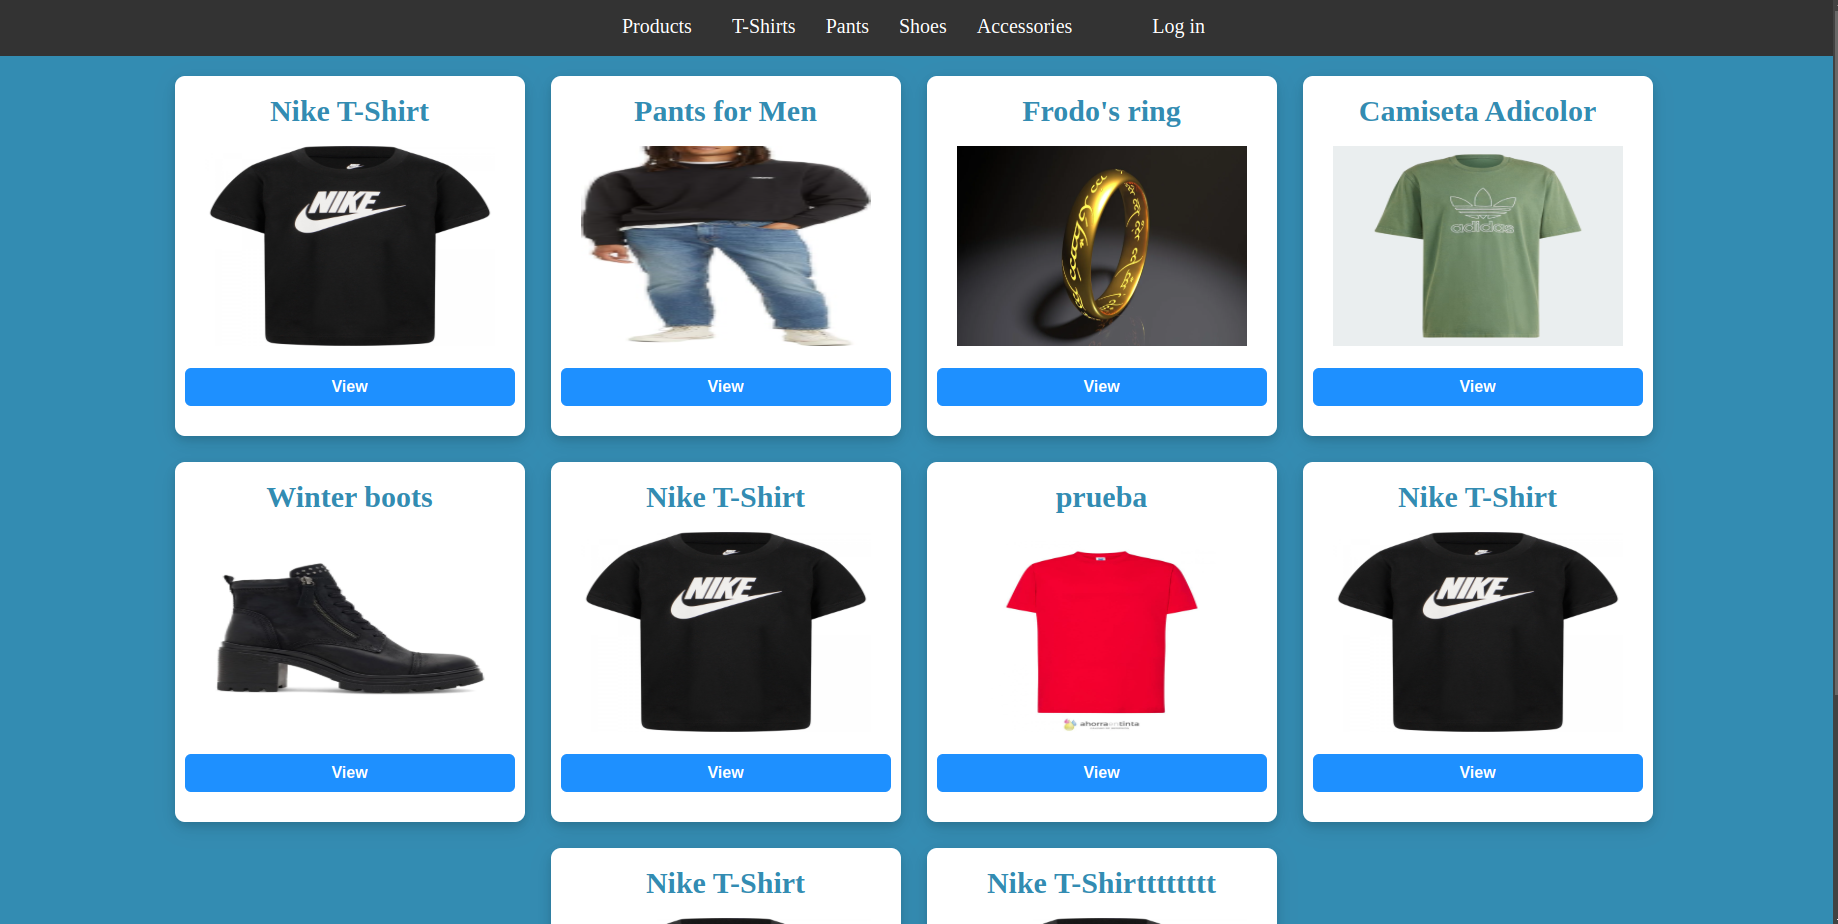 Products T-Shirts Pants Shoes Accessories Log in
Nike T-Shirt Pants for Men Frodo's ring Camiseta Adicolor
NIKE
adidas
View View View View
Winter boots Nike T-Shirt prueba Nike T-Shirt
NIKE NIKE
ahorraentinta
View View View View
Nike T-Shirt Nike T-Shirtttttttt